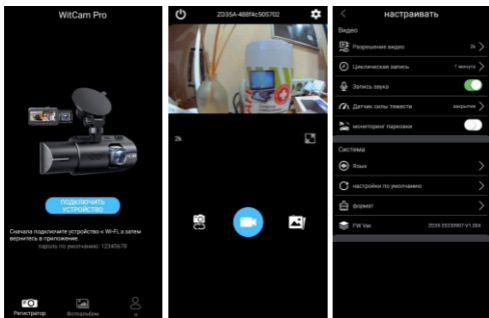 WitCam Pro
ПОДКЛЮЧИТЬ
УСТРОЙСТВО
Сначала подключите устройство к Wi-Fi, а затем
вернитесь в приложение.
пароль по умолчанию: 12345678
Регистратор
Фотоальбом
я
ZD35A-488f4c505702
2k
настраивать
Видео
Разрешение видео
2k
Циклическая запись
1 минута
Запись звука
Датчик силы тяжести
закрытие
мониторинг парковки
Система
Язык
настройки по умолчанию
формат
FW Ver.